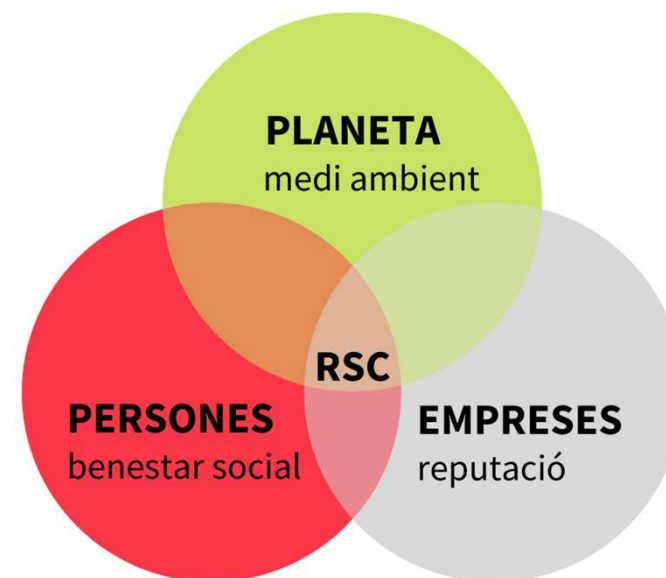 PLANETA
medi ambient
RSC
PERSONES
benestar social
EMPRESES
reputació